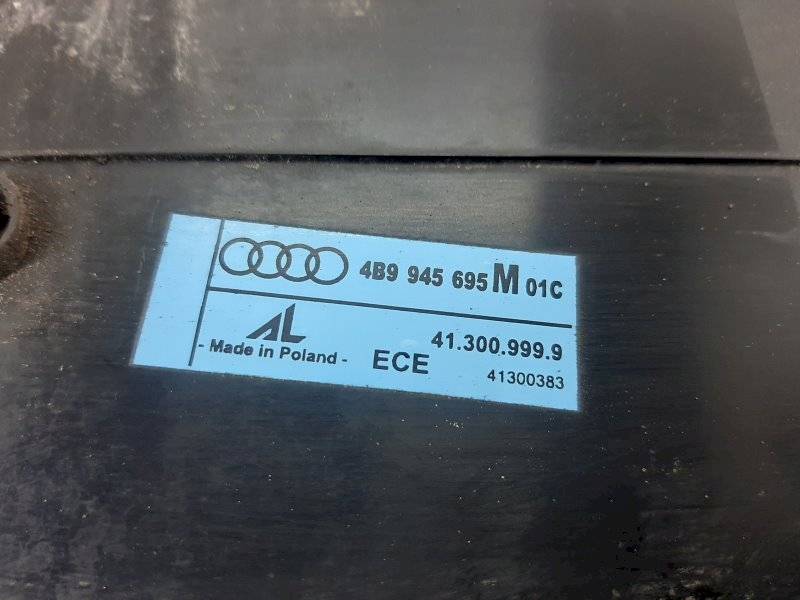 4B9 945 695 M 01C
AL
41.300.999.9
- Made in Poland - ECE
41300383